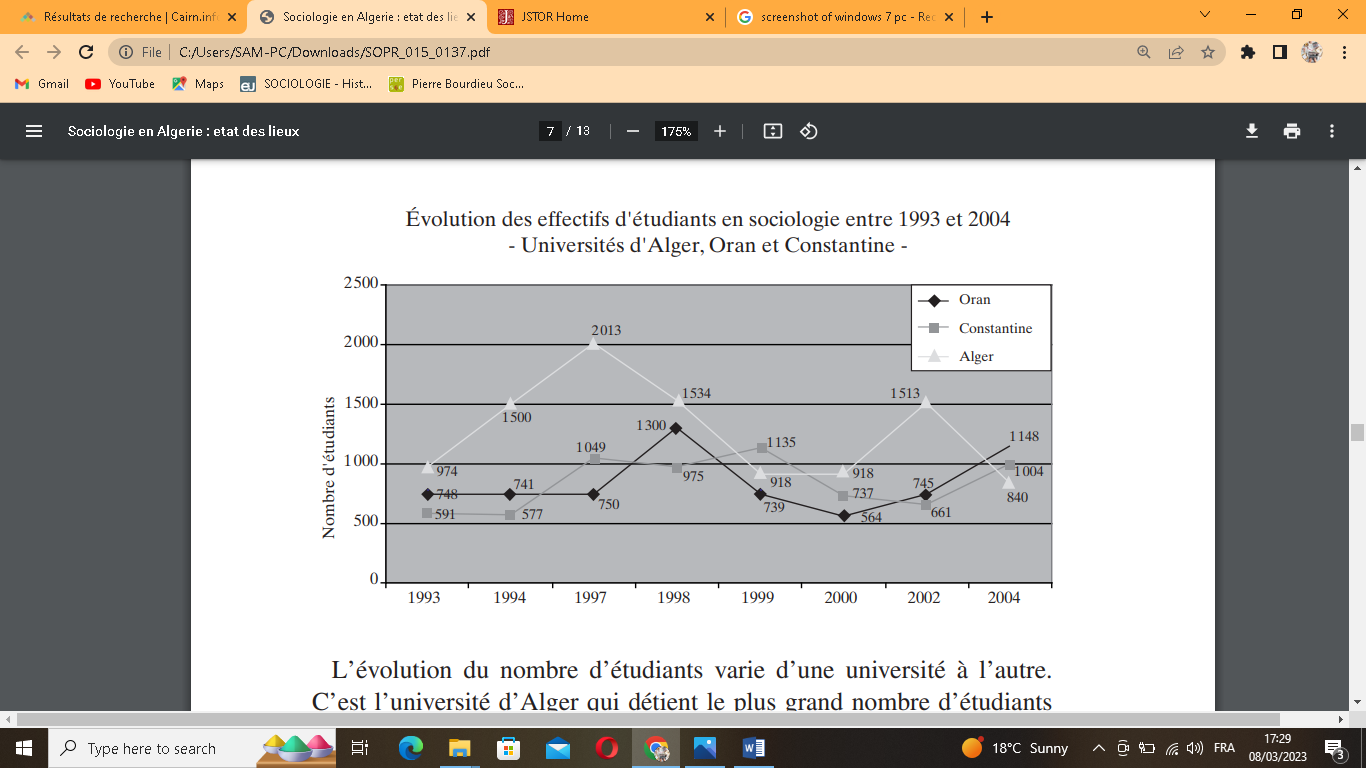 Résultats de recherche | Cairn.inf
Sociologie en Algerie : etat des lie
JSTOR Home
screenshot of windows 7 pc - Rec
File | C:/Users/SAM-PC/Downloads/SOPR_015_0137.pdf
Gmail YouTube Maps SOCIOLOGIE - Hist... Pierre Bourdieu Soc...
Sociologie en Algerie : etat des lieux 7 / 13 175%
Évolution des effectifs d'étudiants en sociologie entre 1993 et 2004
- Universités d'Alger, Oran et Constantine -
Nombre d'étudiants
2500
2000
1500
1000
500
0
Oran
Constantine
Alger
974
1500
2013
1534
918
918
1513
840
748
741
750
1300
739
564
745
1148
591
577
1049
975
1135
737
661
1004
1993 1994 1997 1998 1999 2000 2002 2004
L’évolution du nombre d’étudiants varie d’une université à l’autre.
C’est l’université d’Alger qui détient le plus grand nombre d’étudiants
Type here to search
18°C Sunny
FRA
17:29
08/03/2023
3